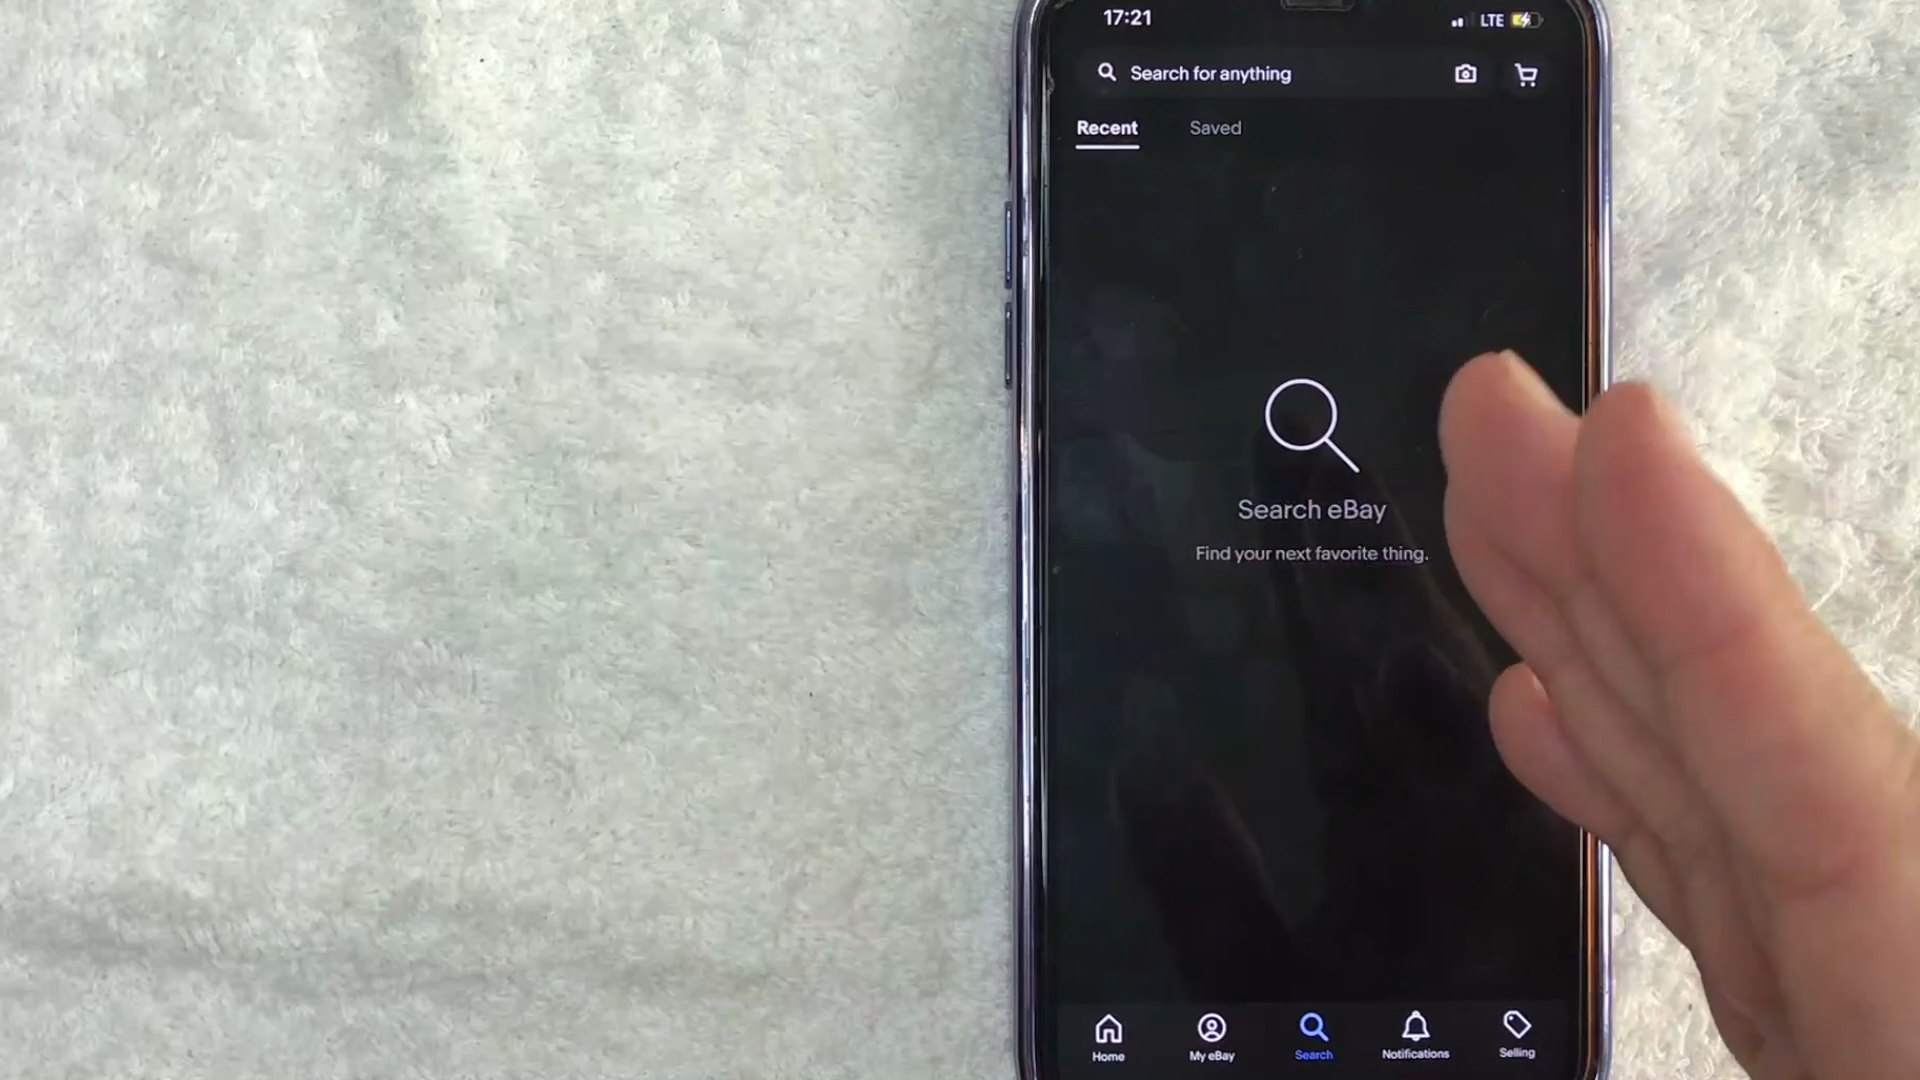 17:21 LTE
Search for anything
Recent Saved
Search eBay
Find your next favorite thing.
Home My eBay Search Notifications Selling